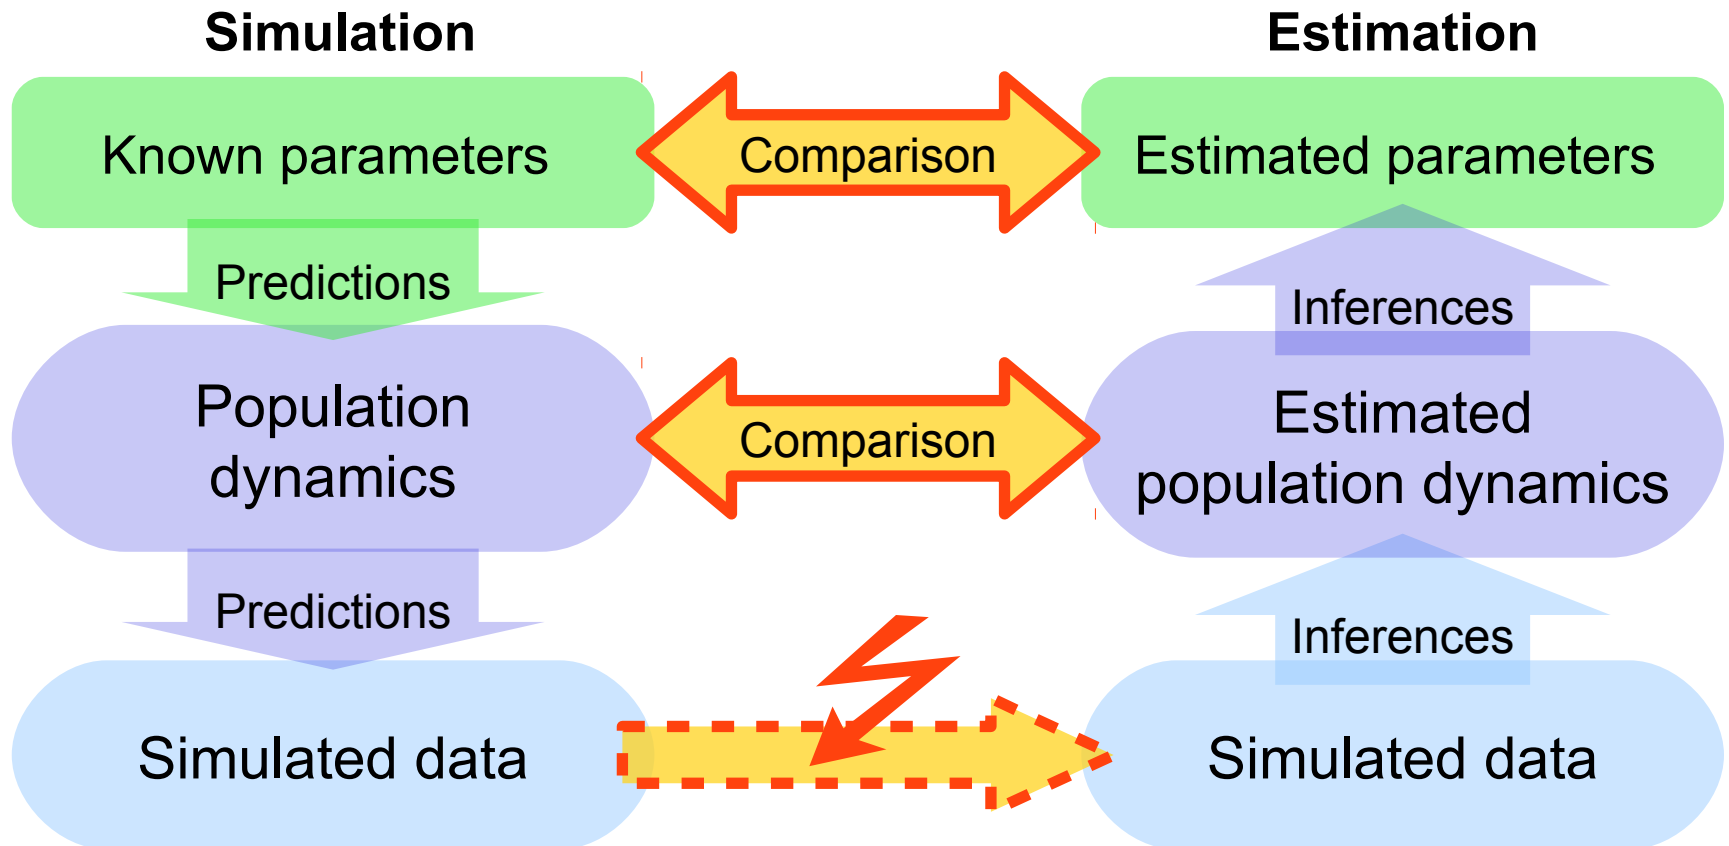 Simulation
Estimation
Known parameters
Comparison
Estimated parameters
Predictions
Inferences
Population
dynamics
Comparison
Estimated
population dynamics
Predictions
Inferences
Simulated data
Simulated data